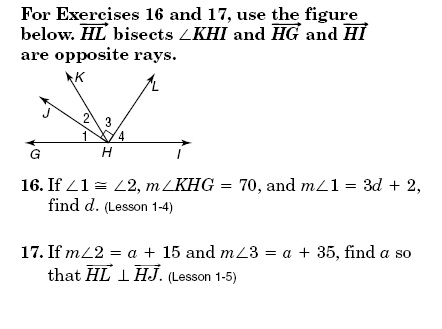 For Exercises 16 and 17, use the figure
below. HL bisects ∠KHI and HG and HI
are opposite rays.
K
L
J
2
3
1
4
G
H
I
16. If ∠1 ≅ ∠2, m∠KHG = 70, and m∠1 = 3d + 2,
find d. (Lesson 1-4)
17. If m∠2 = a + 15 and m∠3 = a + 35, find a so
that HL ⊥ HJ. (Lesson 1-5)